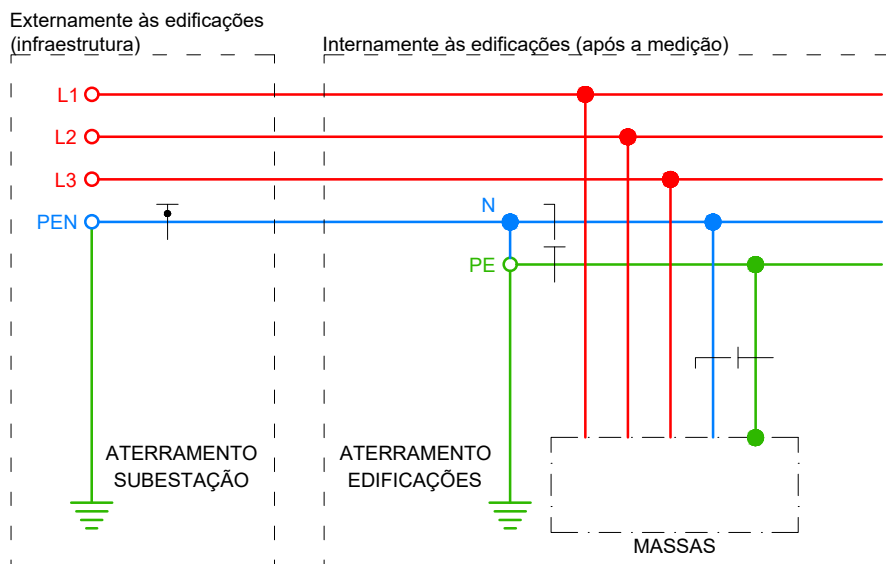 Externamente às edificações
(infraestrutura)
Internamente às edificações (após a medição)
L1
L2
L3
PEN
N
PE
ATERRAMENTO
SUBESTAÇÃO
ATERRAMENTO
EDIFICAÇÕES
MASSAS